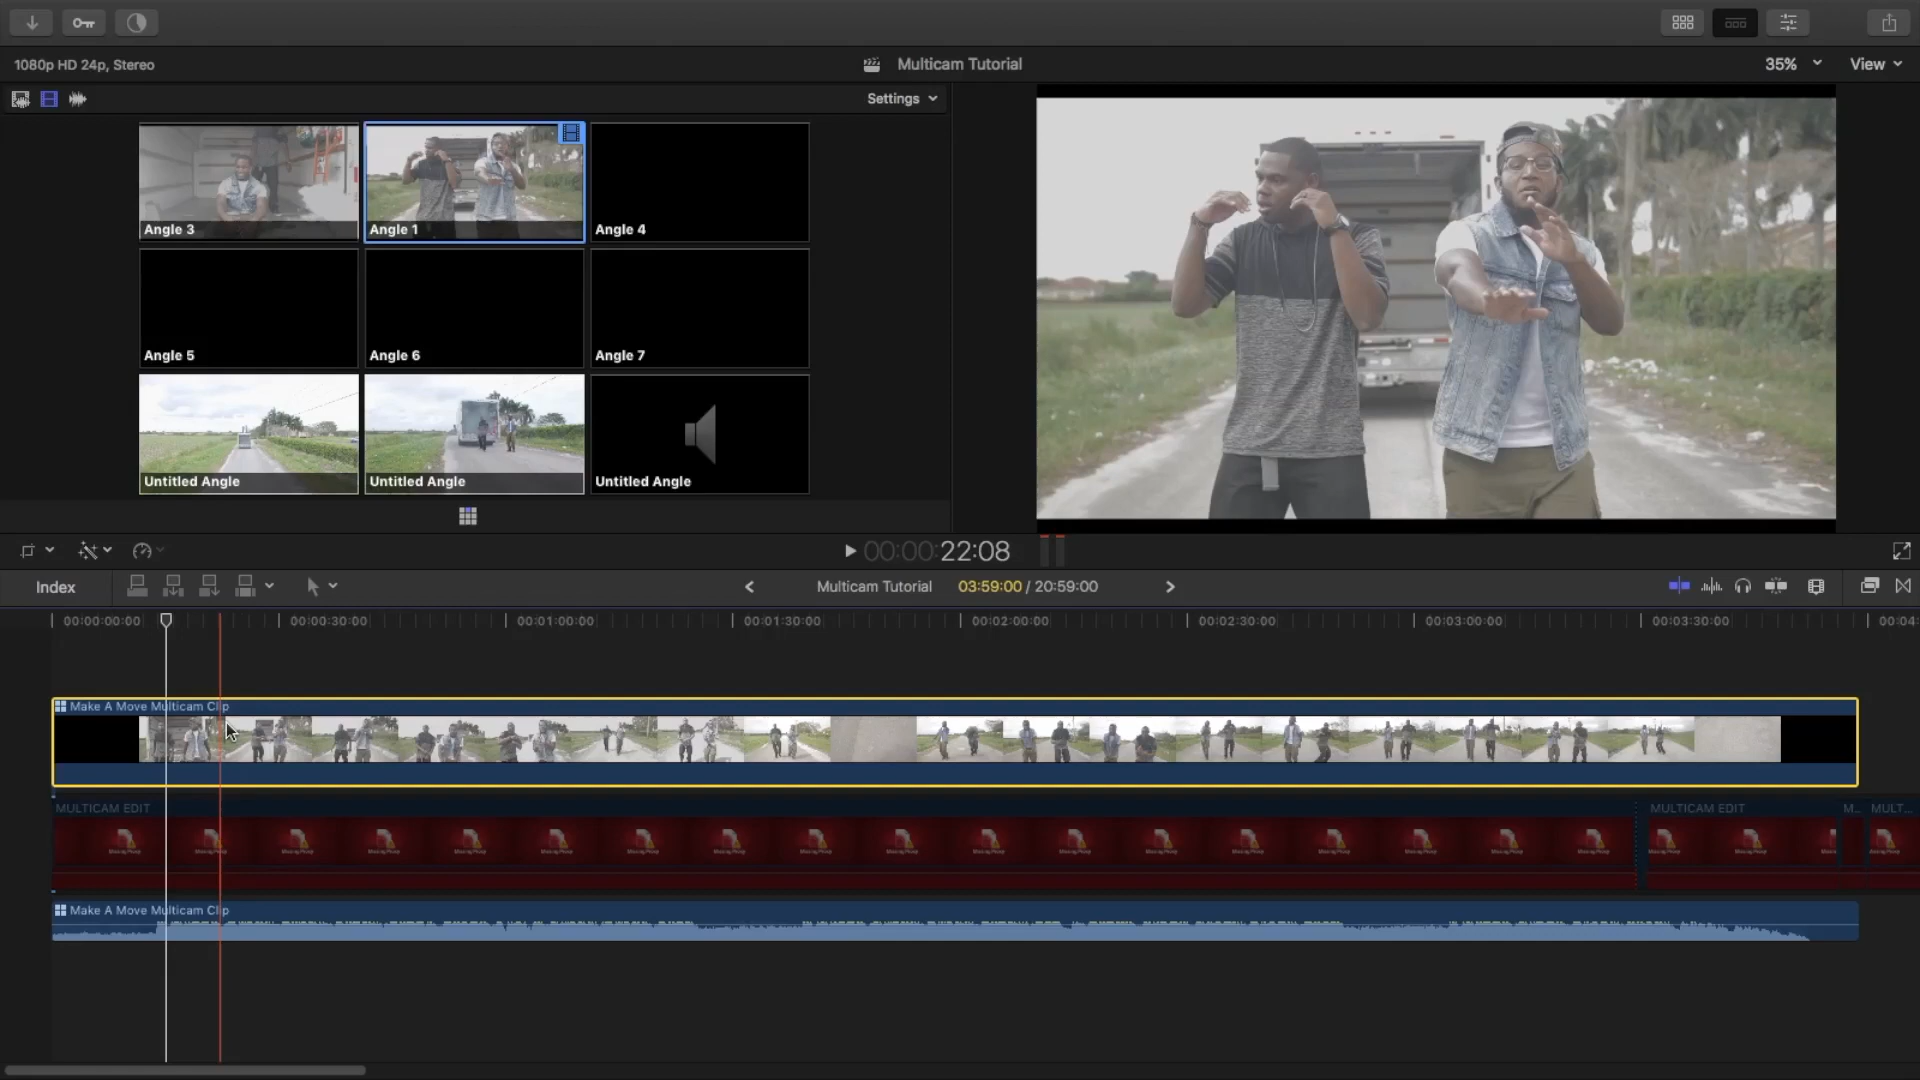 1080p HD 24p, Stereo
Multicam Tutorial
35%
View
Settings
Angle 3
Angle 1
Angle 4
Angle 5
Angle 6
Angle 7
Untitled Angle
Untitled Angle
Untitled Angle
00:00:22:08
Index
Multicam Tutorial
03:59:00 / 20:59:00
00:00:00:00
00:00:30:00
00:01:00:00
00:01:30:00
00:02:00:00
00:02:30:00
00:03:00:00
00:03:30:00
00:04:
Make A Move Multicam Clip
MULTICAM EDIT
MULTICAM EDIT
M...
MULT...
Make A Move Multicam Clip